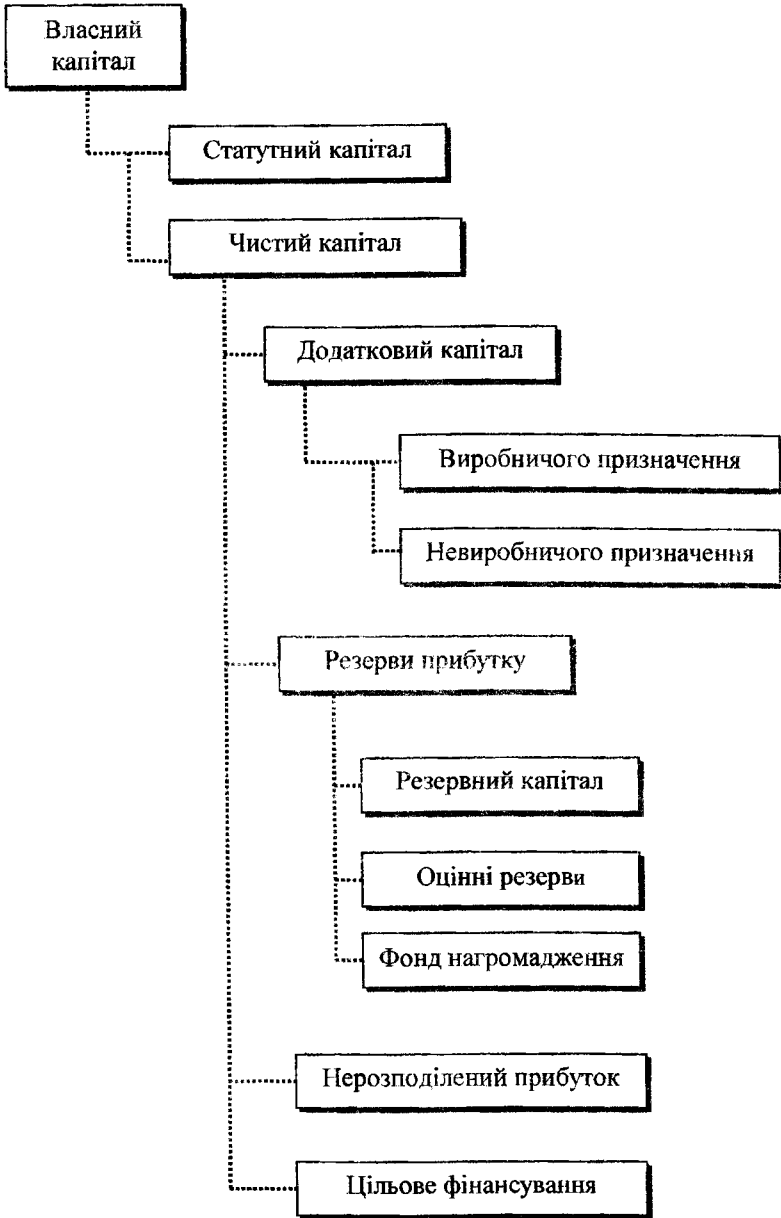 Власний
капітал
Статутний капітал
Чистий капітал
Додатковий капітал
Виробничого призначення
Невиробничого призначення
Резерви прибутку
Резервний капітал
Оцінні резерви
Фонд нагромадження
Нерозподілений прибуток
Цільове фінансування